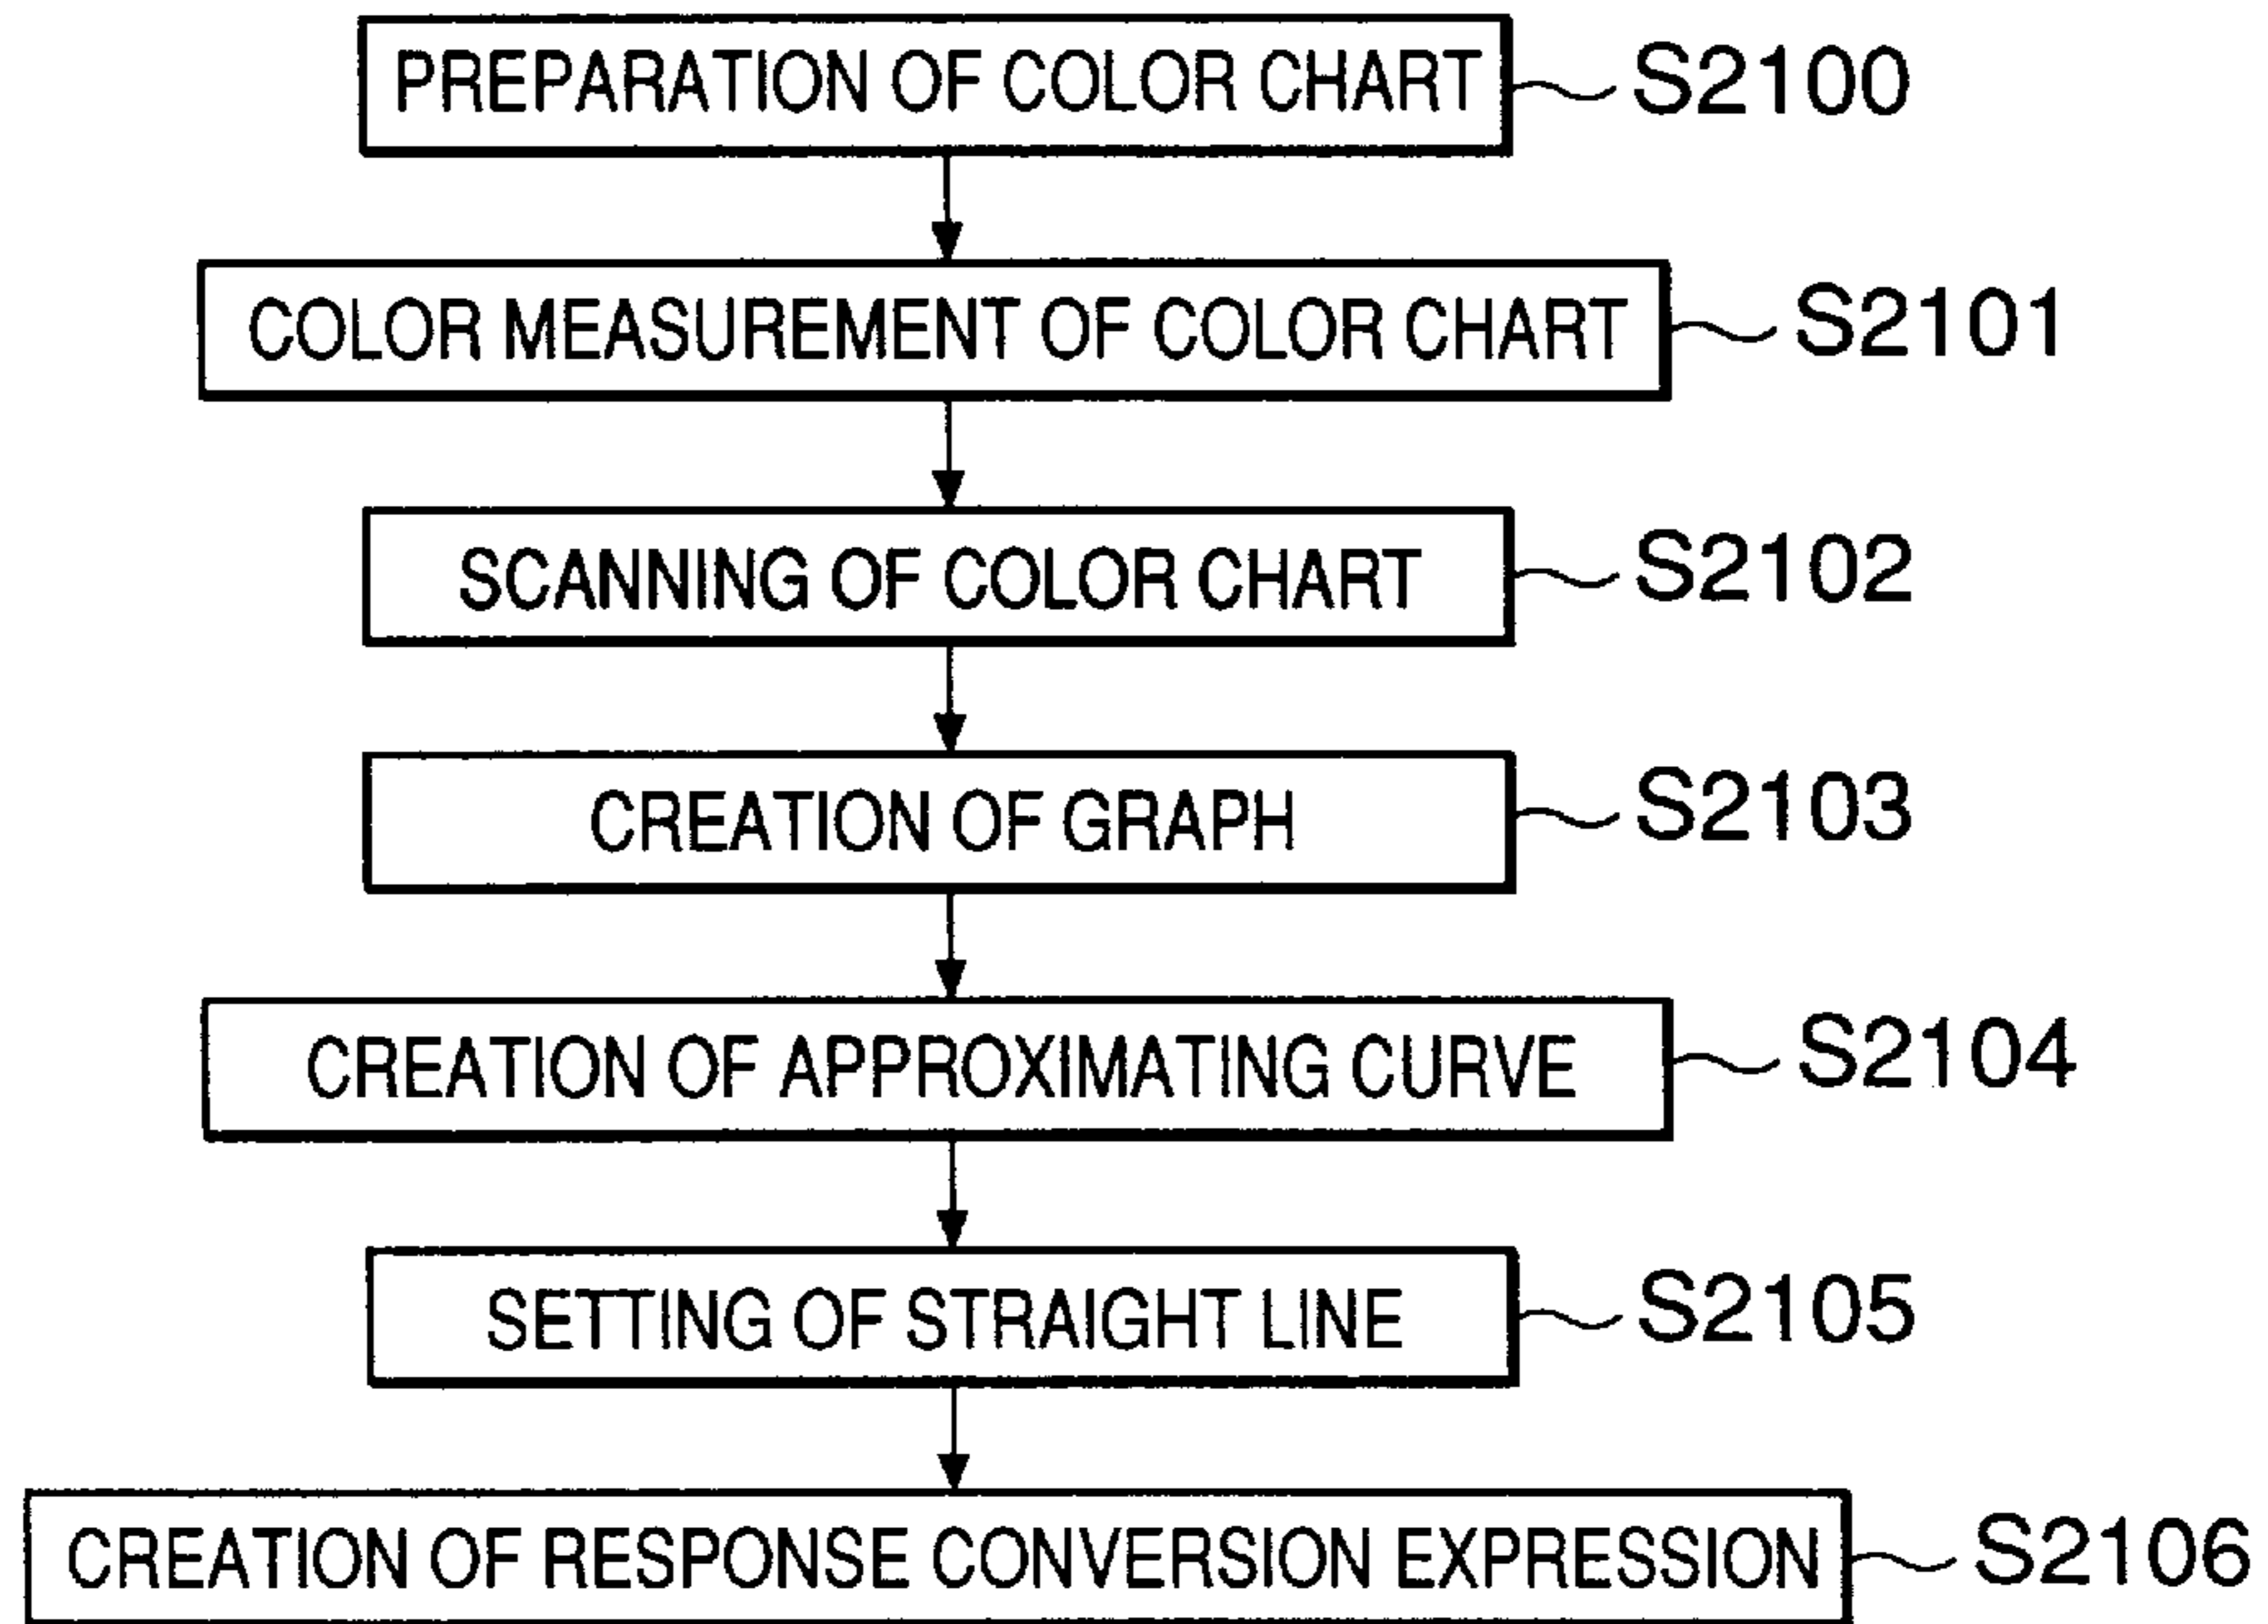 PREPARATION OF COLOR CHART S2100
COLOR MEASUREMENT OF COLOR CHART S2101
SCANNING OF COLOR CHART S2102
CREATION OF GRAPH S2103
CREATION OF APPROXIMATING CURVE S2104
SETTING OF STRAIGHT LINE S2105
CREATION OF RESPONSE CONVERSION EXPRESSION S2106